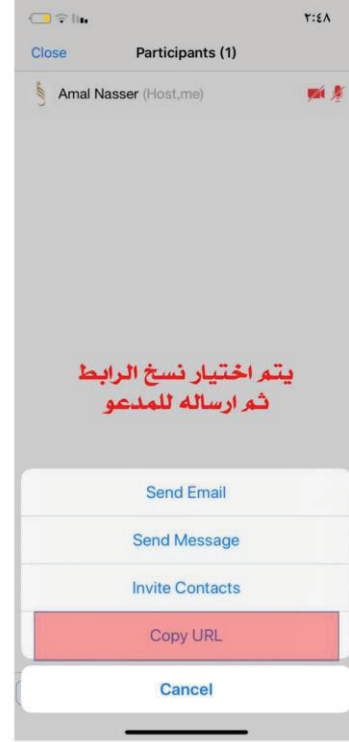 ٢:٤٨
Close Participants (1)
Amal Nasser (Host,me)
يتم اختيار نسخ الرابط
ثم ارساله للمدعو
Send Email
Send Message
Invite Contacts
Copy URL
Cancel